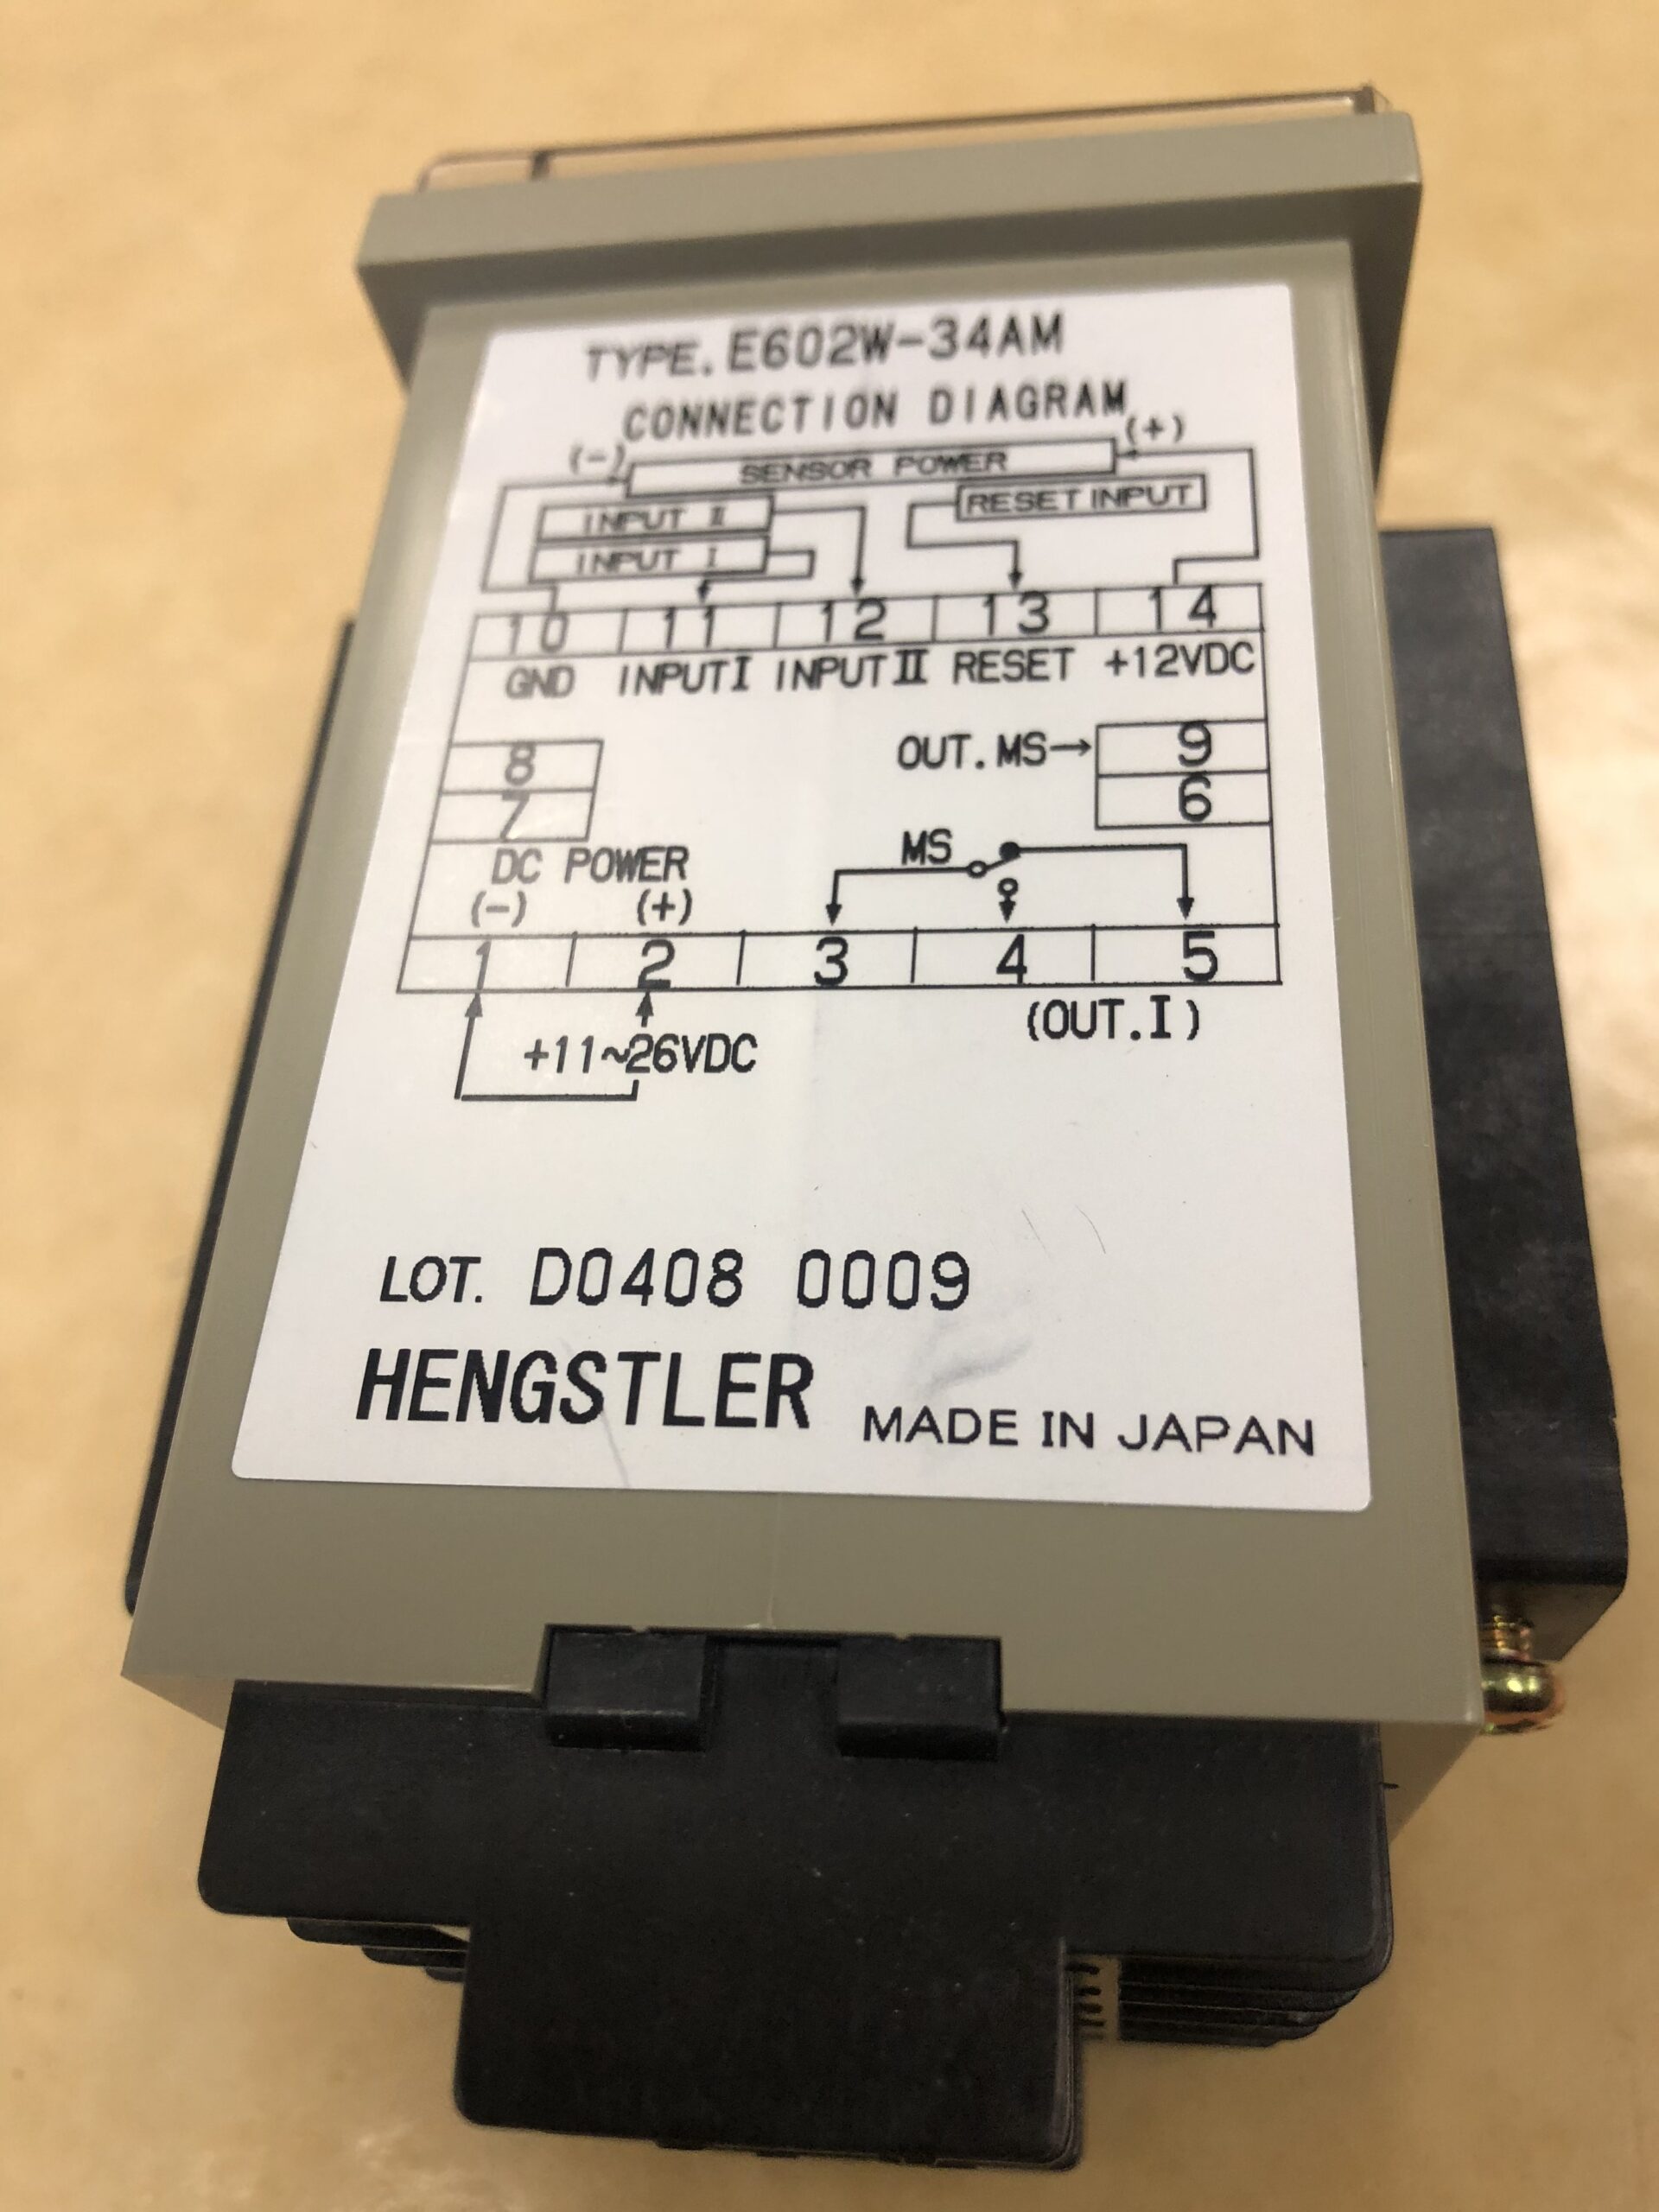 TYPE. E602W-34AM
CONNECTION DIAGRAM
(-) SENSOR POWER (+)
INPUT II RESET INPUT
INPUT I
10 11 12 13 14
GND INPUT I INPUT II RESET +12VDC
8 OUT.MS→ 9
7 6
DC POWER MS
(-) (+)
1 2 3 4 5
+11~26VDC (OUT.I)
LOT. D0408 0009
HENGSTLER MADE IN JAPAN